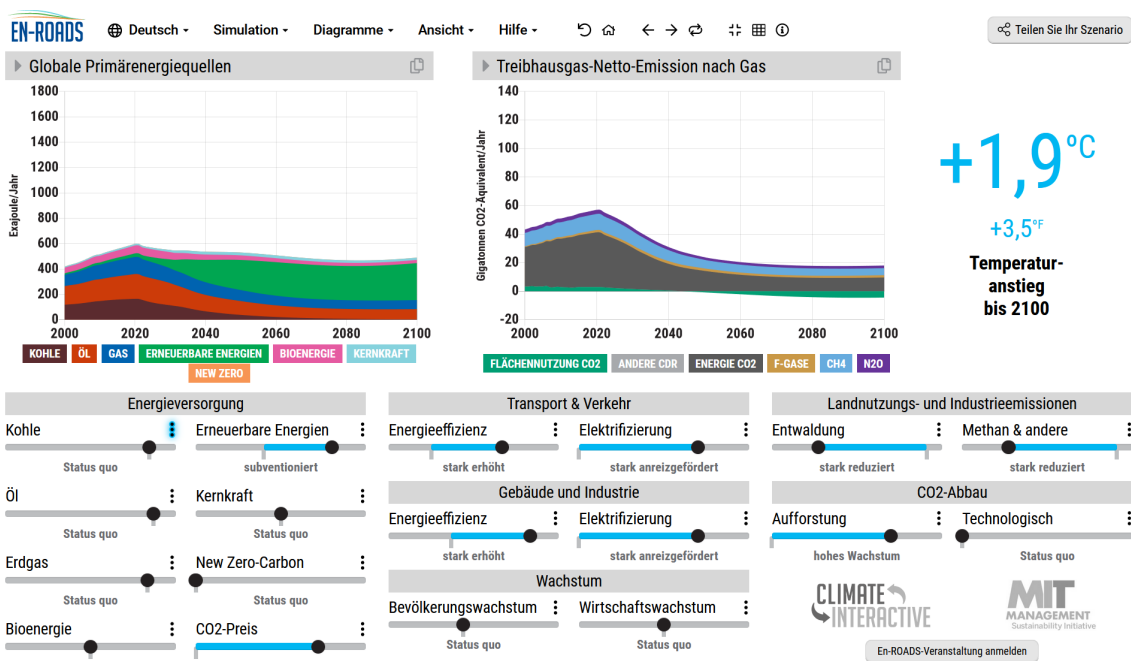 EN-ROADS
Deutsch
Simulation
Diagramme
Ansicht
Hilfe
Teilen Sie Ihr Szenario
Globale Primärenergiequellen
1800
1600
1400
1200
1000
800
600
400
200
0
Exajoule/Jahr
2000 2020 2040 2060 2080 2100
KOHLE ÖL GAS ERNEUERBARE ENERGIEN BIOENERGIE KERNKRAFT
NEW ZERO
Treibhausgas-Netto-Emission nach Gas
140
120
100
80
60
40
20
0
-20
Gigatonnen CO2-Äquivalent/Jahr
2000 2020 2040 2060 2080 2100
FLÄCHENNUTZUNG CO2 ANDERE CDR ENERGIE CO2 F-GASE CH4 N2O
+1,9°C
+3,5°F
Temperatur-
anstieg
bis 2100
Energieversorgung
Kohle
Status quo
Erneuerbare Energien
subventioniert
Öl
Status quo
Kernkraft
Status quo
Erdgas
Status quo
New Zero-Carbon
Status quo
Bioenergie
CO2-Preis
Transport & Verkehr
Energieeffizienz
stark erhöht
Elektrifizierung
stark anreizgefördert
Gebäude und Industrie
Energieeffizienz
stark erhöht
Elektrifizierung
stark anreizgefördert
Wachstum
Bevölkerungswachstum
Status quo
Wirtschaftswachstum
Status quo
Landnutzungs- und Industrieemissionen
Entwaldung
stark reduziert
Methan & andere
stark reduziert
CO2-Abbau
Aufforstung
hohes Wachstum
Technologisch
Status quo
CLIMATE
INTERACTIVE
MIT
MANAGEMENT
Sustainability Initiative
En-ROADS-Veranstaltung anmelden